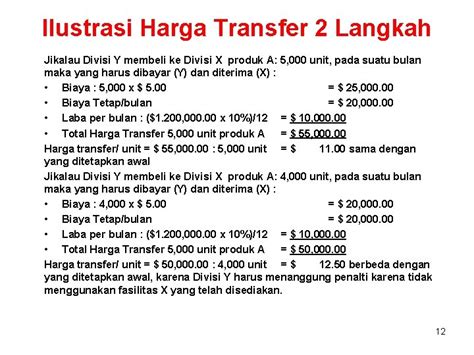 Ilustrasi Harga Transfer 2 Langkah
Jikalau Divisi Y membeli ke Divisi X produk A: 5,000 unit, pada suatu bulan
maka yang harus dibayar (Y) dan diterima (X) :
• Biaya : 5,000 x $ 5.00 = $ 25,000.00
• Biaya Tetap/bulan = $ 20,000.00
• Laba per bulan : ($1.200,000.00 x 10%)/12 = $ 10,000.00
• Total Harga Transfer 5,000 unit produk A = $ 55,000.00
Harga transfer/ unit = $ 55,000.00 : 5,000 unit = $ 11.00 sama dengan
yang ditetapkan awal
Jikalau Divisi Y membeli ke Divisi X produk A: 4,000 unit, pada suatu bulan
maka yang harus dibayar (Y) dan diterima (X) :
• Biaya : 4,000 x $ 5.00 = $ 20,000.00
• Biaya Tetap/bulan = $ 20,000.00
• Laba per bulan : ($1.200,000.00 x 10%)/12 = $ 10,000.00
• Total Harga Transfer 5,000 unit produk A = $ 50,000.00
Harga transfer/ unit = $ 50,000.00 : 4,000 unit = $ 12.50 berbeda dengan
yang ditetapkan awal, karena Divisi Y harus menanggung penalti karena tidak
menggunakan fasilitas X yang telah disediakan.
12